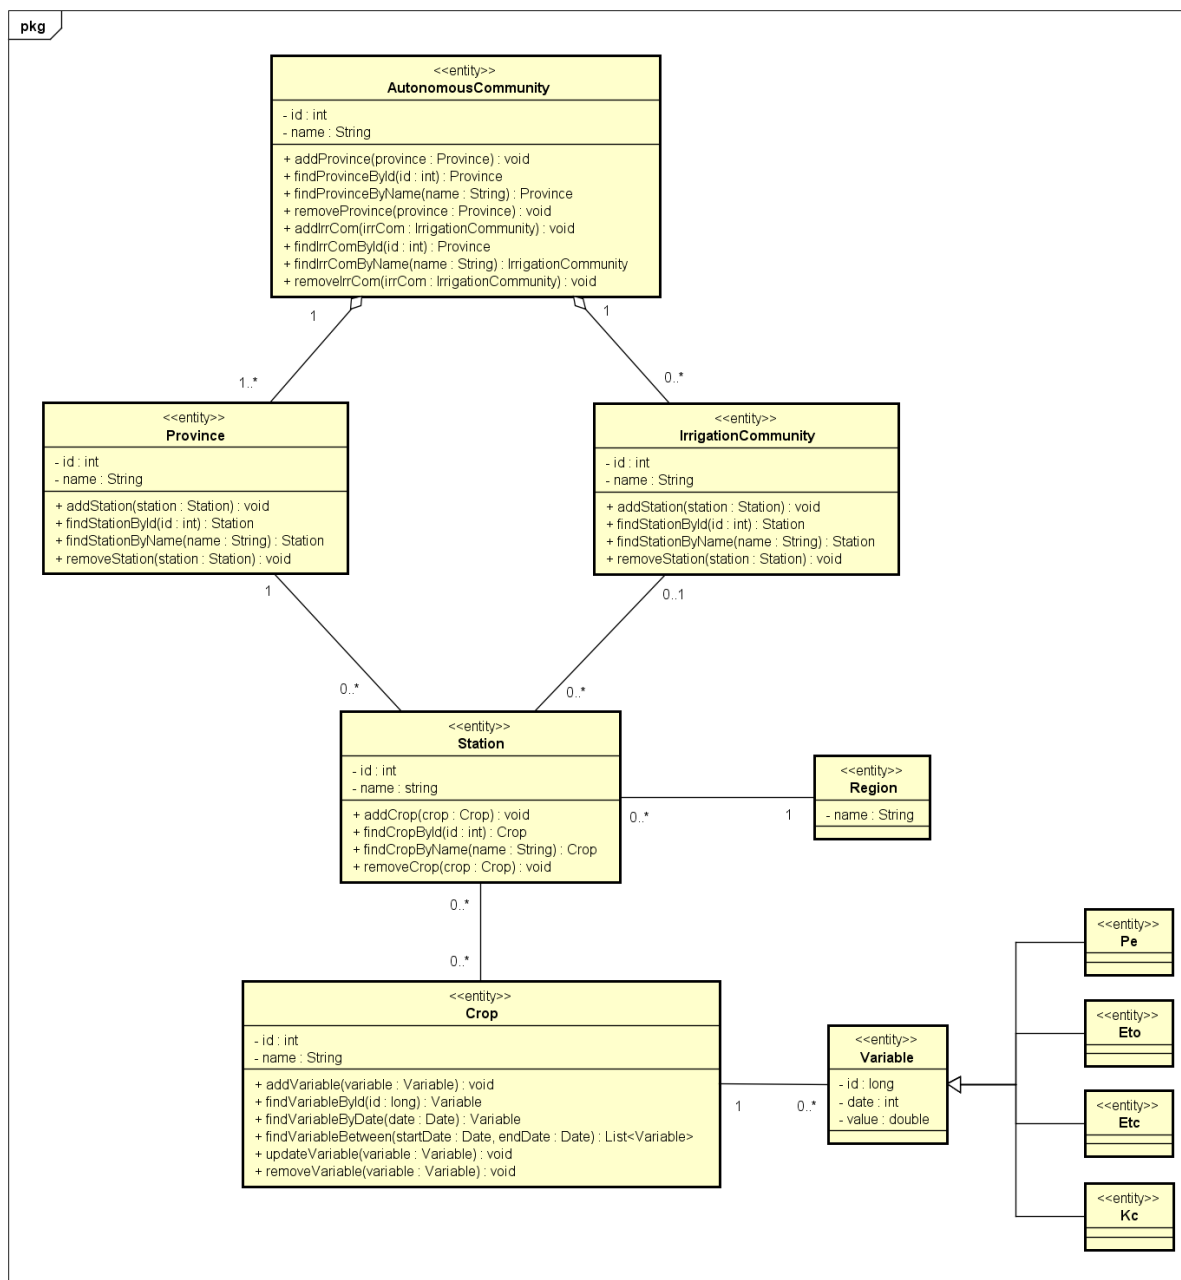 pkg
<<entity>>
AutonomousCommunity
- id : int
- name : String
+ addProvince(province : Province) : void
+ findProvinceById(id : int) : Province
+ findProvinceByName(name : String) : Province
+ removeProvince(province : Province) : void
+ addIrrCom(irrCom : IrrigationCommunity) : void
+ findIrrComById(id : int) : Province
+ findIrrComByName(name : String) : IrrigationCommunity
+ removeIrrCom(irrCom : IrrigationCommunity) : void
1
1
1..*
0..*
<<entity>>
Province
- id : int
- name : String
+ addStation(station : Station) : void
+ findStationById(id : int) : Station
+ findStationByName(name : String) : Station
+ removeStation(station : Station) : void
<<entity>>
IrrigationCommunity
- id : int
- name : String
+ addStation(station : Station) : void
+ findStationById(id : int) : Station
+ findStationByName(name : String) : Station
+ removeStation(station : Station) : void
1
0..1
0..*
0..*
<<entity>>
Station
- id : int
- name : string
+ addCrop(crop : Crop) : void
+ findCropById(id : int) : Crop
+ findCropByName(name : String) : Crop
+ removeCrop(crop : Crop) : void
0..*
1
<<entity>>
Region
- name : String
0..*
0..*
<<entity>>
Crop
- id : int
- name : String
+ addVariable(variable : Variable) : void
+ findVariableById(id : long) : Variable
+ findVariableByDate(date : Date) : Variable
+ findVariableBetween(startDate : Date, endDate : Date) : List<Variable>
+ updateVariable(variable : Variable) : void
+ removeVariable(variable : Variable) : void
1
0..*
<<entity>>
Variable
- id : long
- date : int
- value : double
<<entity>>
Pe
<<entity>>
Eto
<<entity>>
Etc
<<entity>>
Kc